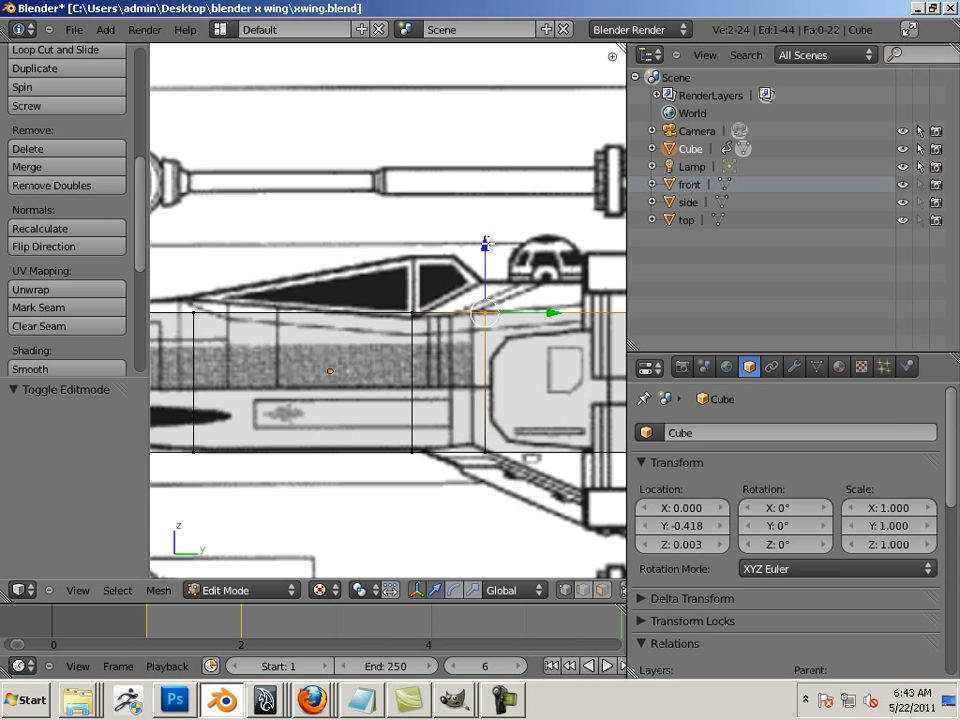 Blender* [C:\Users\admin\Desktop\blender x wing\xwing.blend]
File Add Render Help Default Scene Blender Render Ve:2-24 | Ed:1-44 | Fa:0-22 | Cube
Loop Cut and Slide
Duplicate
Spin
Screw
Remove:
Delete
Merge
Remove Doubles
Normals:
Recalculate
Flip Direction
UV Mapping:
Unwrap
Mark Seam
Clear Seam
Shading:
Smooth
Toggle Editmode
z
y
View Select Mesh Edit Mode Global
0 2 4
View Frame Playback Start: 1 End: 250 6
View Search All Scenes
Scene
RenderLayers
World
Camera
Cube
Lamp
front
side
top
Cube
Cube
Transform
Location: Rotation: Scale:
X: 0.000 X: 0° X: 1.000
Y: -0.418 Y: 0° Y: 1.000
Z: 0.003 Z: 0° Z: 1.000
Rotation Mode: XYZ Euler
Delta Transform
Transform Locks
Relations
Layers: Parent:
Start Ps 6:43 AM
5/22/2011